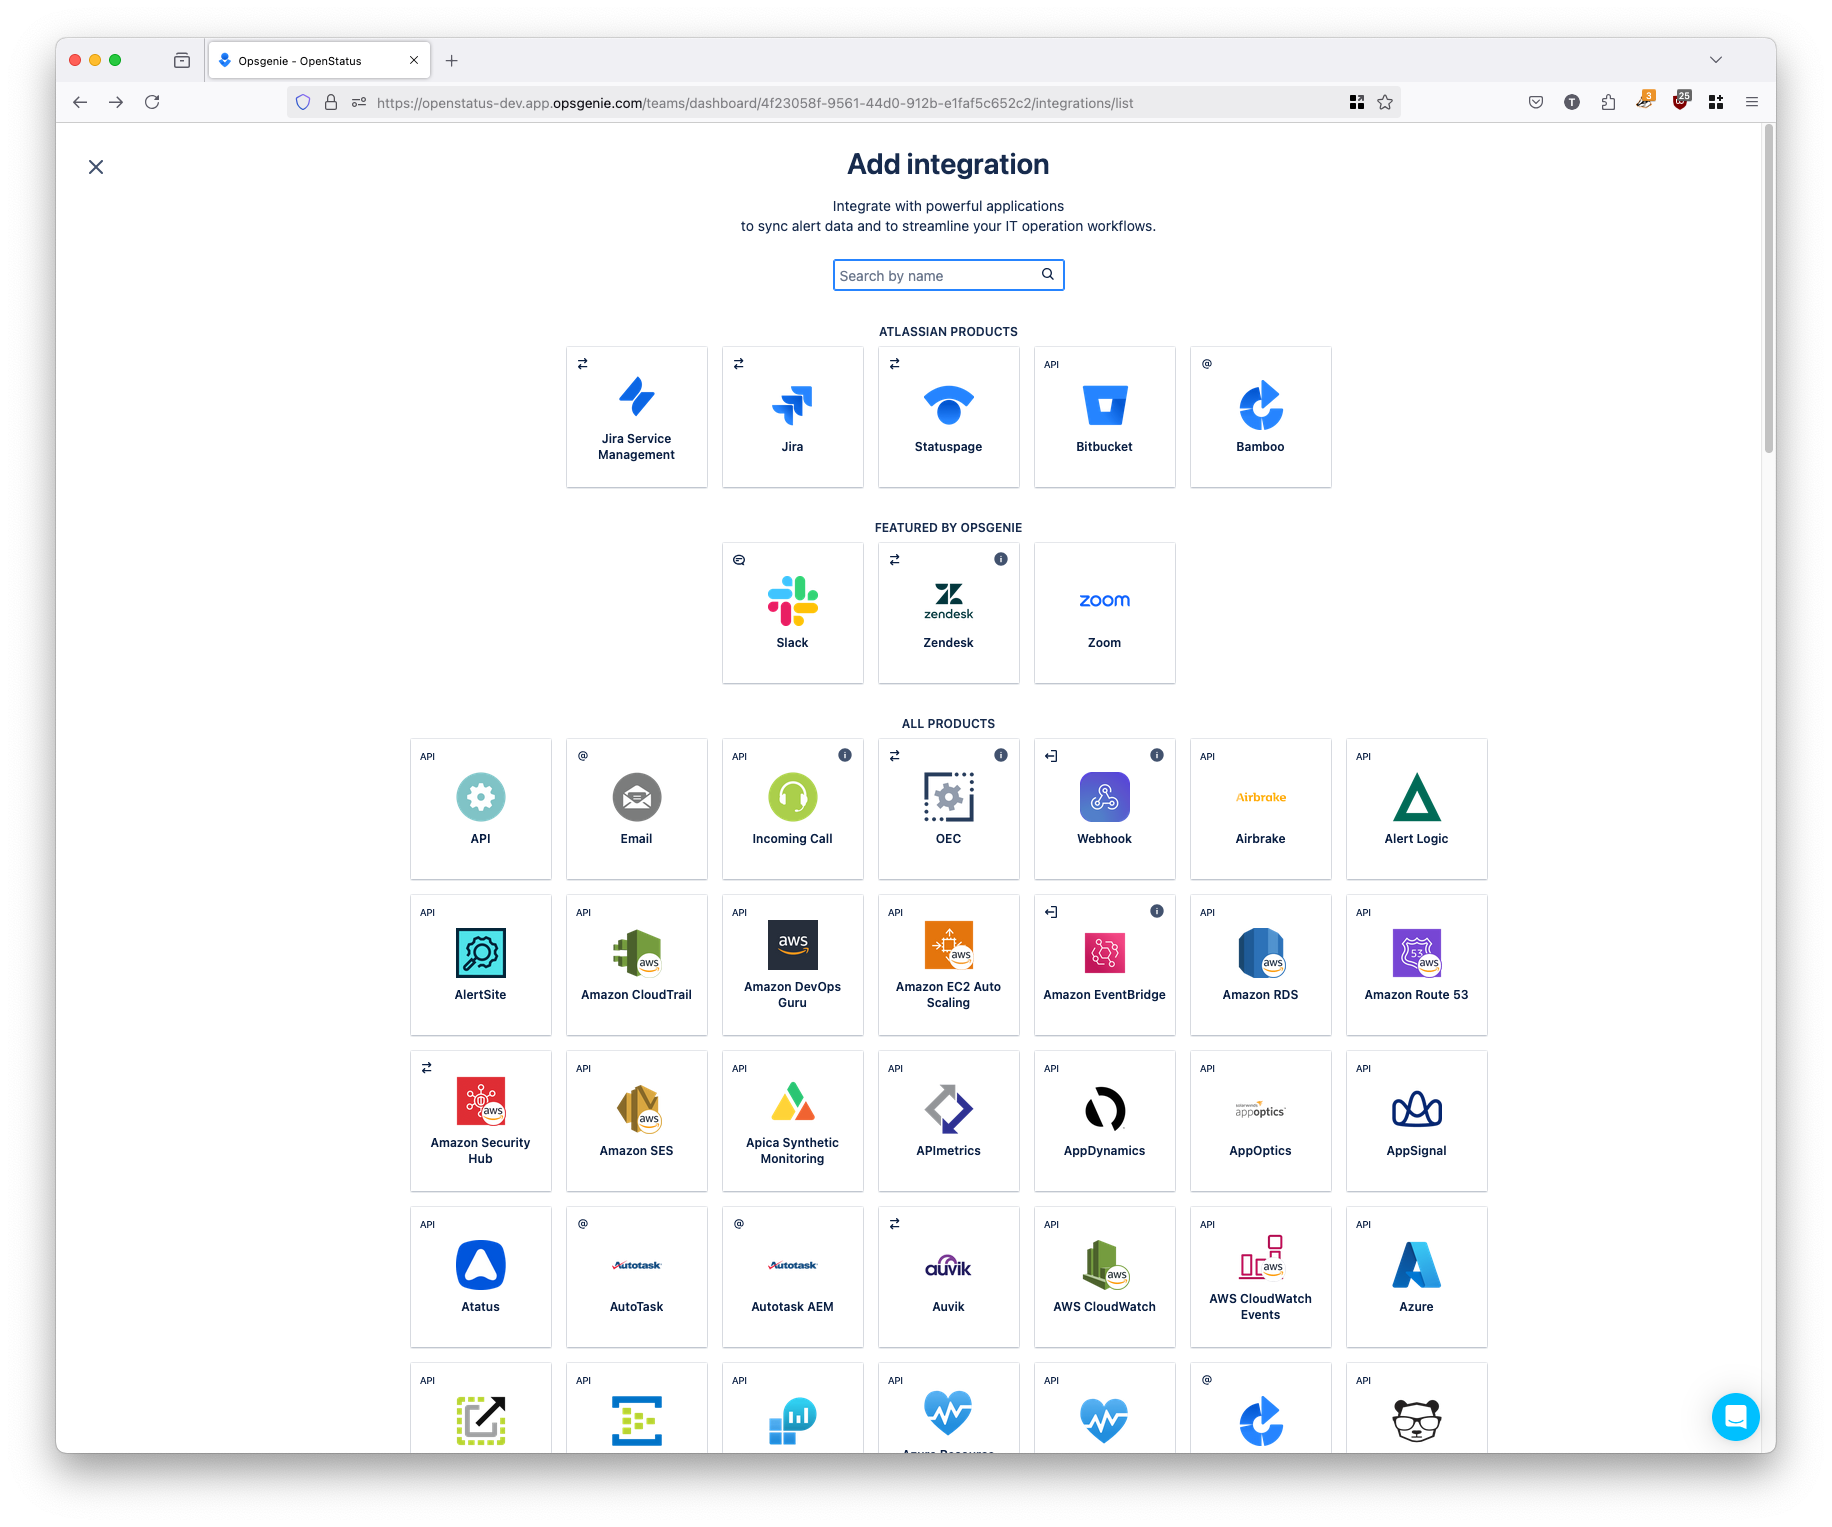 Opsgenie - OpenStatus
https://openstatus-dev.app.opsgenie.com/teams/dashboard/4f23058f-9561-44d0-912b-e1faf5c652c2/integrations/list
T
3
25
Add integration
Integrate with powerful applications
to sync alert data and to streamline your IT operation workflows.
Search by name
ATLASSIAN PRODUCTS
API
@
Jira Service
Management
Jira
Statuspage
Bitbucket
Bamboo
FEATURED BY OPSGENIE
zendesk
zoom
Slack
Zendesk
Zoom
ALL PRODUCTS
API
@
API
API
API
Airbrake
API
Email
Incoming Call
OEC
Webhook
Airbrake
Alert Logic
API
API
API
API
API
API
aws
aws
aws
aws
53
aws
AlertSite
Amazon CloudTrail
Amazon DevOps
Guru
Amazon EC2 Auto
Scaling
Amazon EventBridge
Amazon RDS
Amazon Route 53
API
API
API
API
API
API
aws
aws
appoptics
Amazon Security
Hub
Amazon SES
Apica Synthetic
Monitoring
APImetrics
AppDynamics
AppOptics
AppSignal
API
@
@
API
API
API
Autotask
Autotask
auvik
aws
aws
Atatus
AutoTask
Autotask AEM
Auvik
AWS CloudWatch
AWS CloudWatch
Events
Azure
API
API
API
API
API
@
API
Azure Resource